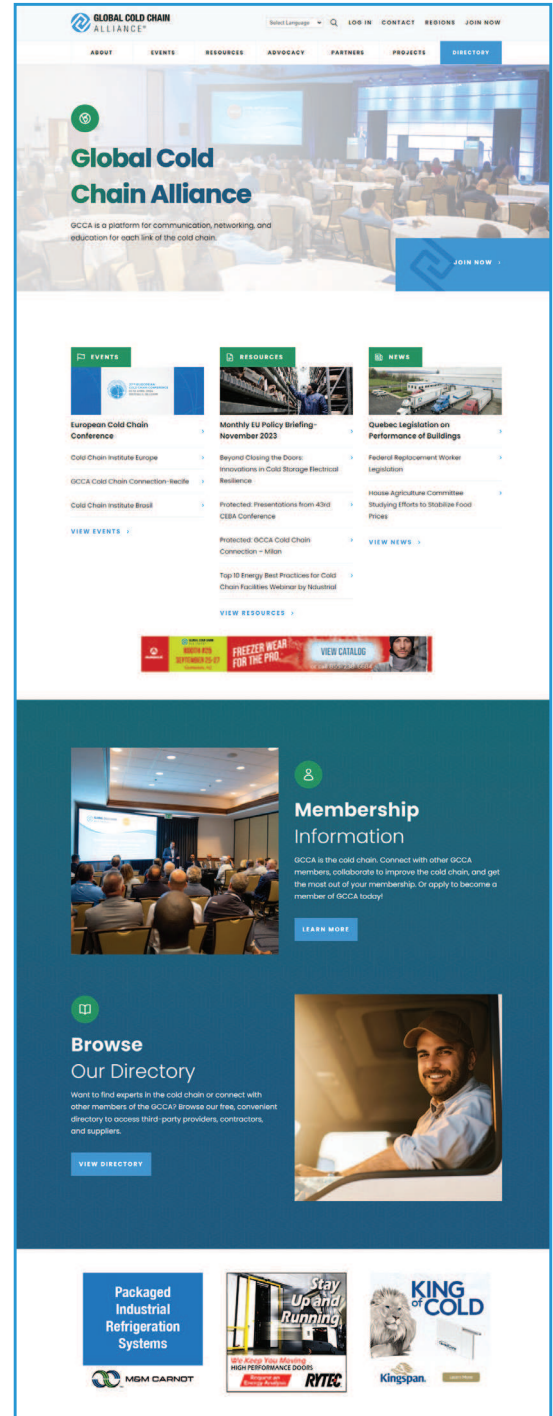 GLOBAL COLD CHAIN
ALLIANCE®
Select Language
LOG IN CONTACT REGIONS JOIN NOW
ABOUT EVENTS RESOURCES ADVOCACY PARTNERS PROJECTS DIRECTORY
Global Cold
Chain Alliance
GCCA is a platform for communication, networking, and
education for each link of the cold chain.
JOIN NOW ›
EVENTS
European Cold Chain
Conference
Cold Chain Institute Europe
GCCA Cold Chain Connection-Recife
Cold Chain Institute Brasil
VIEW EVENTS ›
RESOURCES
Monthly EU Policy Briefing-
November 2023
Beyond Closing the Doors:
Innovations in Cold Storage Electrical
Resilience
Protected: Presentations from 43rd
CEBA Conference
Protected: GCCA Cold Chain
Connection – Milan
Top 10 Energy Best Practices for Cold
Chain Facilities Webinar by Ndustrial
VIEW RESOURCES ›
NEWS
Quebec Legislation on
Performance of Buildings
Federal Replacement Worker
Legislation
House Agriculture Committee
Studying Efforts to Stabilize Food
Prices
VIEW NEWS ›
BOOTH #25
SEPTEMBER 25-27
FREEZER WEAR
FOR THE PRO.
VIEW CATALOG
Membership
Information
GCCA is the cold chain. Connect with other GCCA
members, collaborate to improve the cold chain, and get
the most out of your membership. Or apply to become a
member of GCCA today!
LEARN MORE
Browse
Our Directory
Want to find experts in the cold chain or connect with
other members of the GCCA? Browse our free, convenient
directory to access third-party providers, contractors,
and suppliers.
VIEW DIRECTORY
Packaged
Industrial
Refrigeration
Systems
M&M CARNOT
Stay
Up and
Running
We Keep You Moving
HIGH PERFORMANCE DOORS
Request an
Energy Analysis
RYTEC
KING
of COLD
Kingspan.